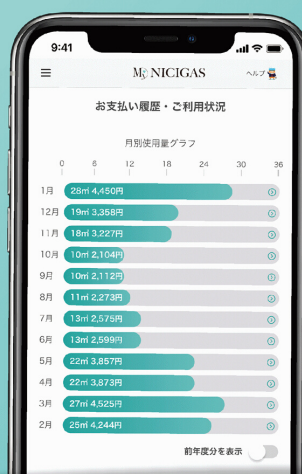 9:41
My NICIGAS
ヘルプ
お支払い履歴・ご利用状況
月別使用量グラフ
0 6 12 18 24 30 36
1月 28㎥ 4,450円
12月 19㎥ 3,358円
11月 18㎥ 3,227円
10月 10㎥ 2,104円
9月 10㎥ 2,112円
8月 11㎥ 2,273円
7月 13㎥ 2,575円
6月 13㎥ 2,599円
5月 22㎥ 3,857円
4月 22㎥ 3,873円
3月 27㎥ 4,525円
2月 25㎥ 4,244円
前年度分を表示